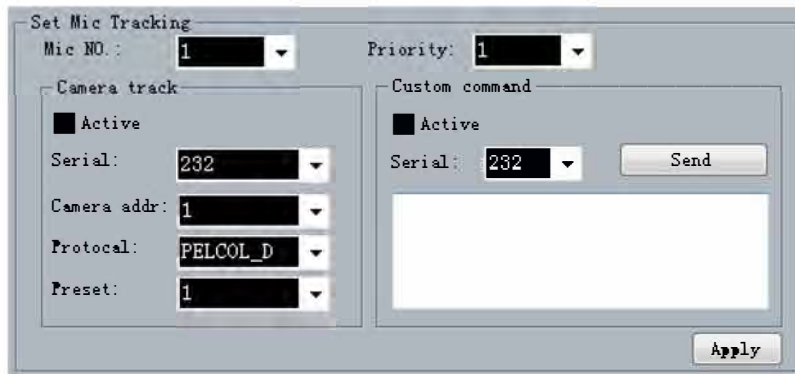 Set Mic Tracking
Mic NO.: 1 Priority: 1
Camera track
Active
Serial: 232
Camera addr: 1
Protocal: PELCOL_D
Preset: 1
Custom command
Active
Serial: 232 Send
Apply